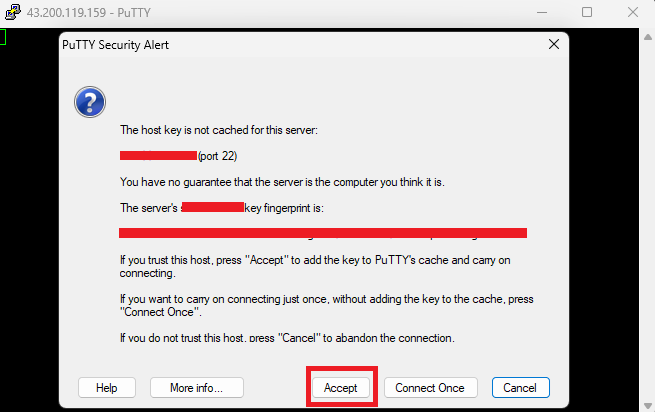 43.200.119.159 - PuTTY
PuTTY Security Alert
The host key is not cached for this server:
(port 22)
You have no guarantee that the server is the computer you think it is.
The server's key fingerprint is:
If you trust this host, press "Accept" to add the key to PuTTY's cache and carry on
connecting.
If you want to carry on connecting just once, without adding the key to the cache, press
"Connect Once".
If you do not trust this host, press "Cancel" to abandon the connection.
Help
More info...
Accept
Connect Once
Cancel